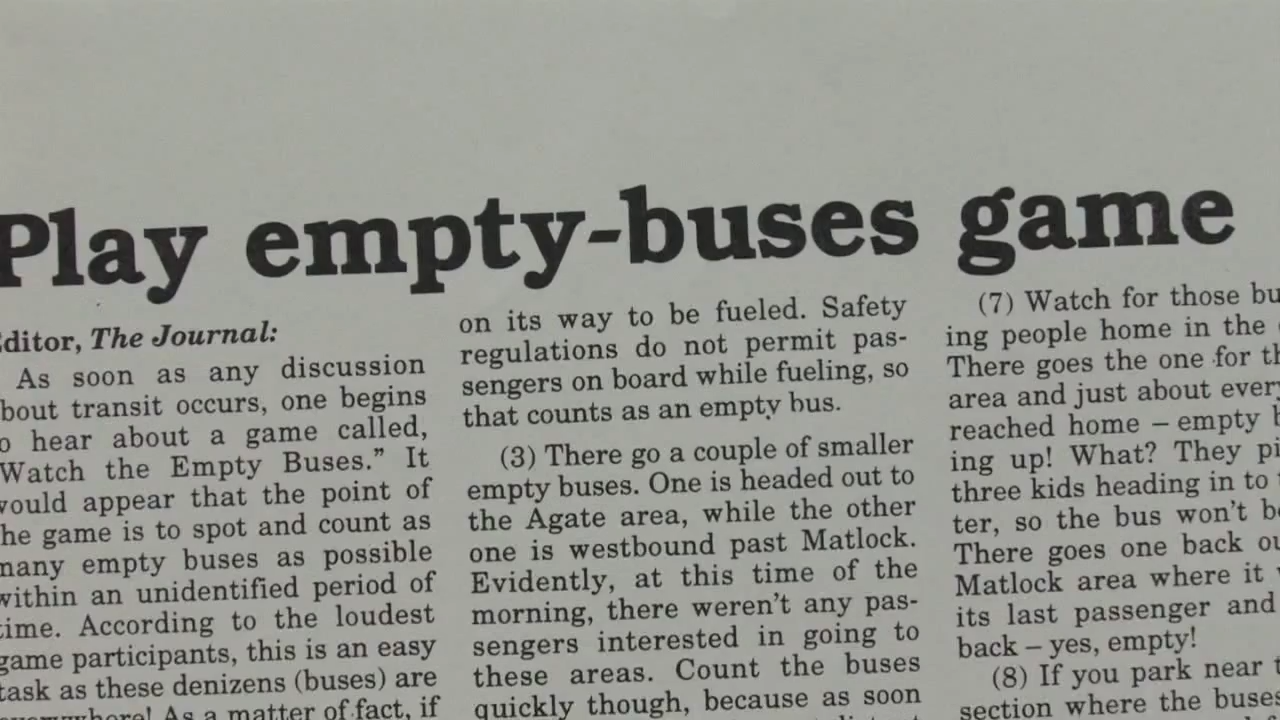 Play empty-buses game
Editor, The Journal:
As soon as any discussion
about transit occurs, one begins
to hear about a game called,
"Watch the Empty Buses." It
would appear that the point of
the game is to spot and count as
many empty buses as possible
within an unidentified period of
time. According to the loudest
game participants, this is an easy
task as these denizens (buses) are
everywhere! As a matter of fact, if
on its way to be fueled. Safety
regulations do not permit pas-
sengers on board while fueling, so
that counts as an empty bus.
(3) There go a couple of smaller
empty buses. One is headed out to
the Agate area, while the other
one is westbound past Matlock.
Evidently, at this time of the
morning, there weren't any pas-
sengers interested in going to
these areas. Count the buses
quickly though, because as soon
(7) Watch for those
ing people home in the
There goes the one for
area and just about
reached home – empty
ing up! What? They
three kids heading in to
ter, so the bus won't
There goes one back
Matlock area where it
its last passenger and
back – yes, empty!
(8) If you park near
section where the buses